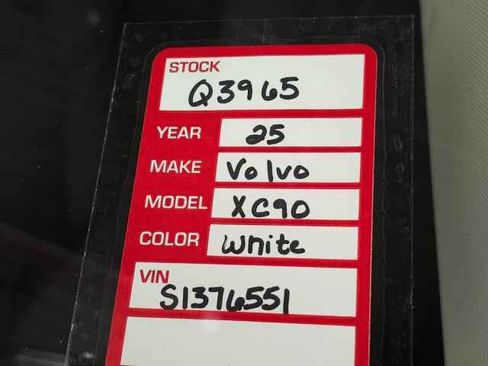 STOCK
Q3965
YEAR 25
MAKE Volvo
MODEL XC90
COLOR White
VIN
S1376551